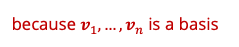 because 𝒗₁, … , 𝒗ₙ is a basis